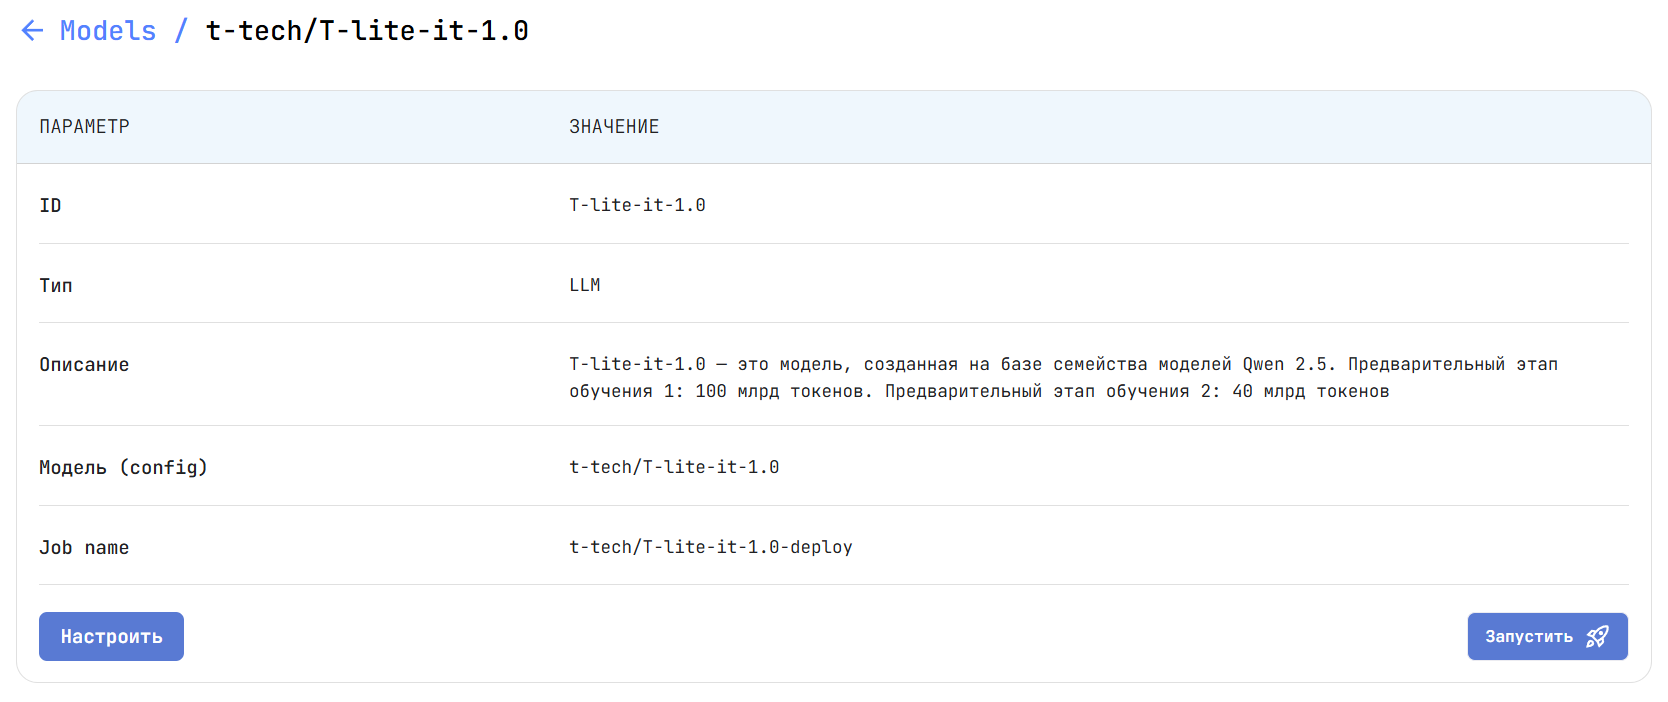 ← Models / t-tech/T-lite-it-1.0
ПАРАМЕТР ЗНАЧЕНИЕ
ID T-lite-it-1.0
Тип LLM
Описание T-lite-it-1.0 — это модель, созданная на базе семейства моделей Qwen 2.5. Предварительный этап
обучения 1: 100 млрд токенов. Предварительный этап обучения 2: 40 млрд токенов
Модель (config) t-tech/T-lite-it-1.0
Job name t-tech/T-lite-it-1.0-deploy
Настроить Запустить